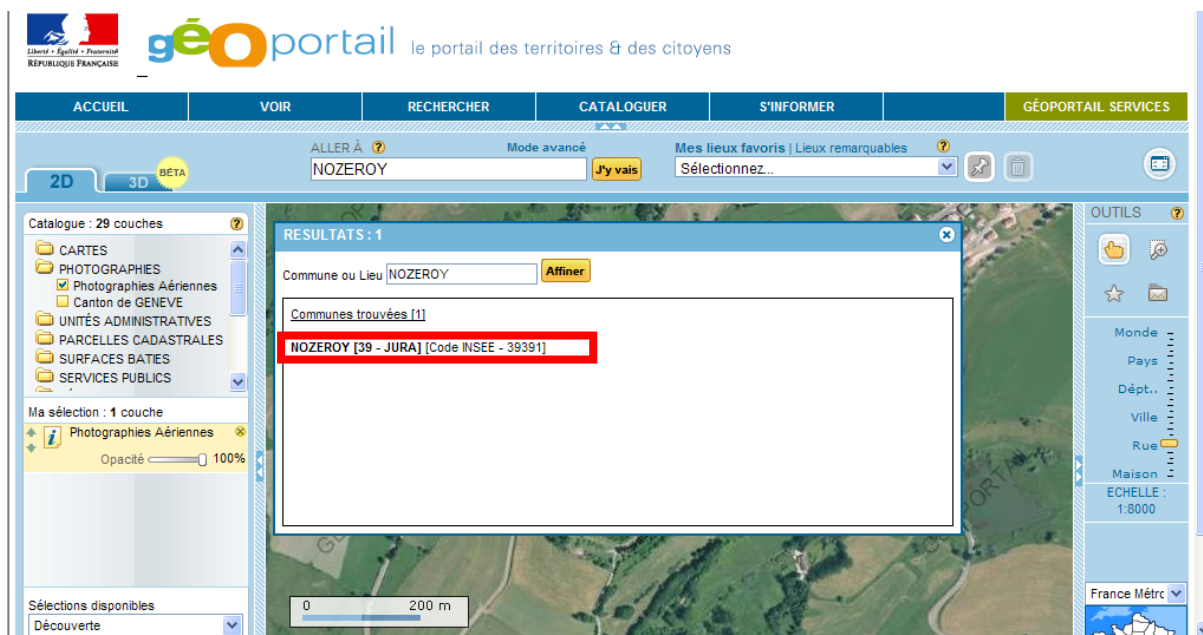 Liberté • Égalité • Fraternité
RÉPUBLIQUE FRANÇAISE
géoportail le portail des territoires & des citoyens
ACCUEIL VOIR RECHERCHER CATALOGUER S'INFORMER GÉOPORTAIL SERVICES
ALLER À ? Mode avancé Mes lieux favoris | Lieux remarquables ?
NOZEROY J'y vais Sélectionnez...
2D 3D BÉTA
Catalogue : 29 couches ?
CARTES
PHOTOGRAPHIES
Photographies Aériennes
Canton de GENEVE
UNITÉS ADMINISTRATIVES
PARCELLES CADASTRALES
SURFACES BATIES
SERVICES PUBLICS
Ma sélection : 1 couche
i Photographies Aériennes
Opacité 100%
Sélections disponibles
Découverte
RESULTATS : 1
Commune ou Lieu NOZEROY Affiner
Communes trouvées [1]
NOZEROY [39 - JURA] [Code INSEE - 39391]
0 200 m
OUTILS ?
Monde
Pays
Dépt..
Ville
Rue
Maison
ECHELLE :
1:8000
France Métrc